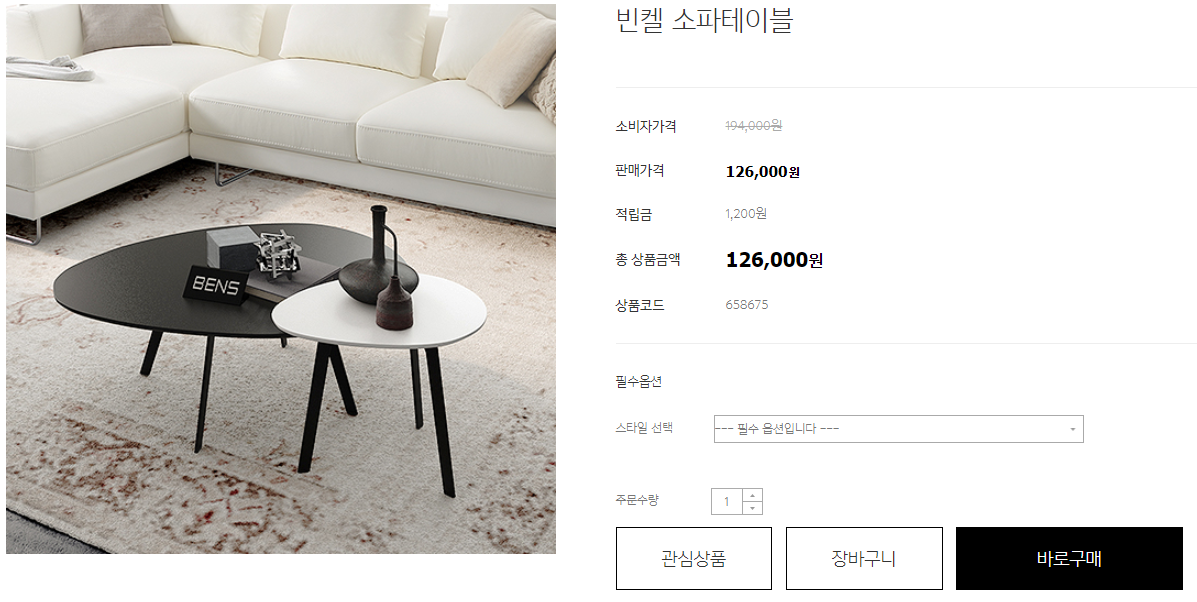 빈켈 소파테이블
소비자가격 194,000원
판매가격 126,000원
적립금 1,200원
총 상품금액 126,000원
상품코드 658675
필수옵션
스타일 선택 --- 필수 옵션입니다 ---
주문수량 1
관심상품 장바구니 바로구매
BENS